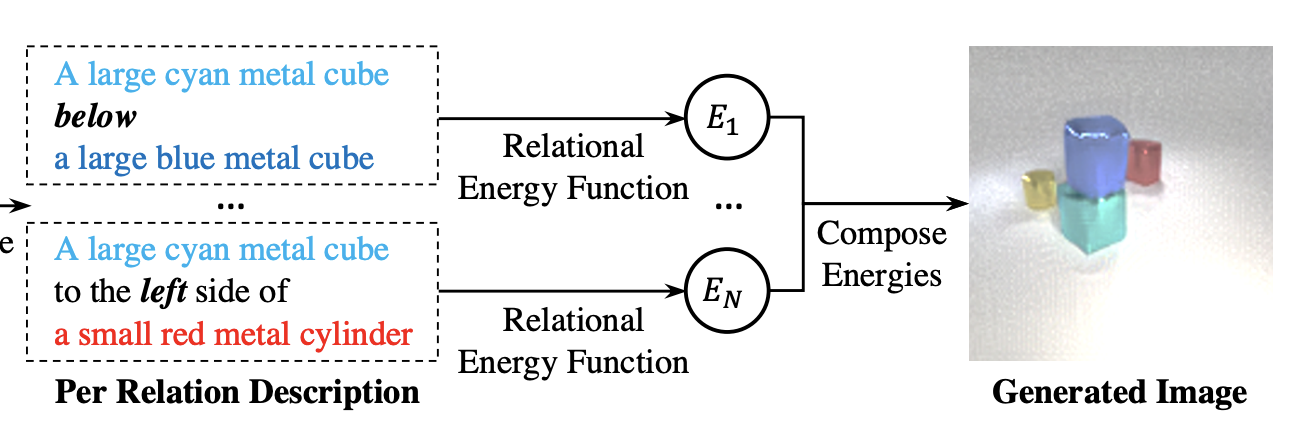 A large cyan metal cube
below
a large blue metal cube
...
e
A large cyan metal cube
to the left side of
a small red metal cylinder
Per Relation Description
Relational
Energy Function
Relational
Energy Function
E1
...
EN
Compose
Energies
Generated Image